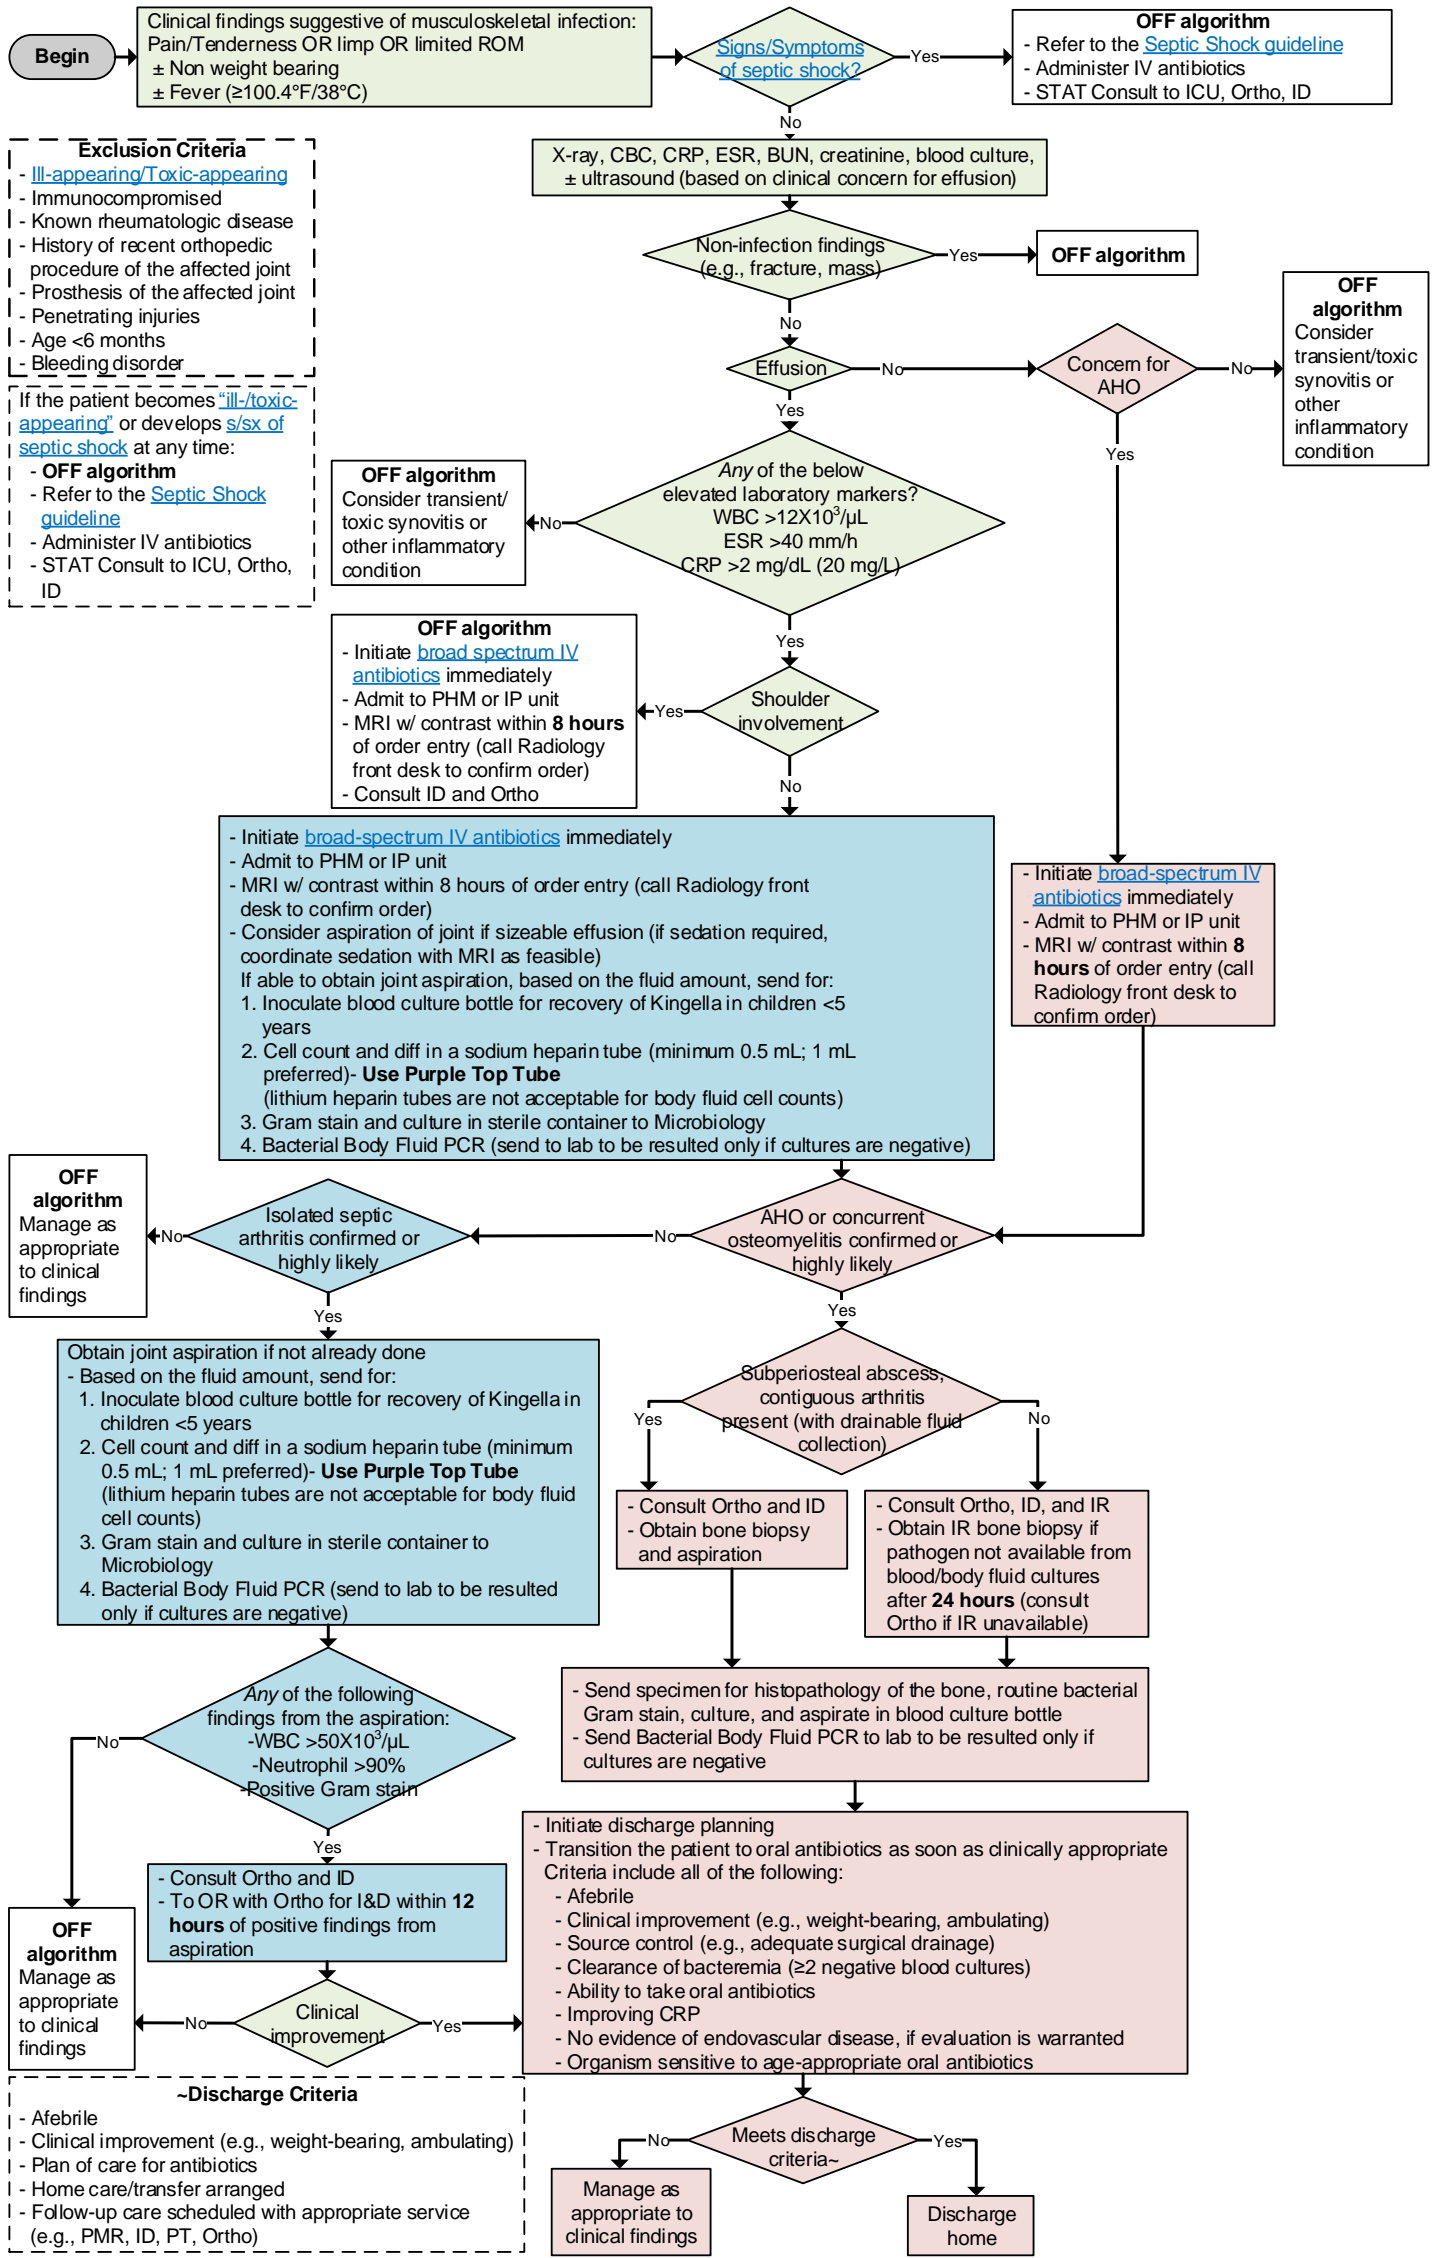 Begin
Clinical findings suggestive of musculoskeletal infection:
Pain/Tenderness OR limp OR limited ROM
± Non weight bearing
± Fever (≥100.4°F/38°C)
Signs/Symptoms
of septic shock?
Yes
OFF algorithm
- Refer to the Septic Shock guideline
- Administer IV antibiotics
- STAT Consult to ICU, Ortho, ID
No
Exclusion Criteria
- Ill-appearing/Toxic-appearing
- Immunocompromised
- Known rheumatologic disease
- History of recent orthopedic
procedure of the affected joint
- Prosthesis of the affected joint
- Penetrating injuries
- Age <6 months
- Bleeding disorder
X-ray, CBC, CRP, ESR, BUN, creatinine, blood culture,
± ultrasound (based on clinical concern for effusion)
Non-infection findings
(e.g., fracture, mass)
Yes
OFF algorithm
No
Effusion
No
Concern for
AHO
No
OFF
algorithm
Consider
transient/toxic
synovitis or
other
inflammatory
condition
Yes
Yes
If the patient becomes "ill-/toxic-
appearing" or develops s/sx of
septic shock at any time:
- OFF algorithm
- Refer to the Septic Shock
guideline
- Administer IV antibiotics
- STAT Consult to ICU, Ortho,
ID
OFF algorithm
Consider transient/
toxic synovitis or
other inflammatory
condition
No
Any of the below
elevated laboratory markers?
WBC >12X10³/µL
ESR >40 mm/h
CRP >2 mg/dL (20 mg/L)
Yes
OFF algorithm
- Initiate broad spectrum IV
antibiotics immediately
- Admit to PHM or IP unit
- MRI w/ contrast within 8 hours
of order entry (call Radiology
front desk to confirm order)
- Consult ID and Ortho
Yes
Shoulder
involvement
No
- Initiate broad-spectrum IV antibiotics immediately
- Admit to PHM or IP unit
- MRI w/ contrast within 8 hours of order entry (call Radiology front
desk to confirm order)
- Consider aspiration of joint if sizeable effusion (if sedation required,
coordinate sedation with MRI as feasible)
If able to obtain joint aspiration, based on the fluid amount, send for:
1. Inoculate blood culture bottle for recovery of Kingella in children <5
years
2. Cell count and diff in a sodium heparin tube (minimum 0.5 mL; 1 mL
preferred)- Use Purple Top Tube
(lithium heparin tubes are not acceptable for body fluid cell counts)
3. Gram stain and culture in sterile container to Microbiology
4. Bacterial Body Fluid PCR (send to lab to be resulted only if cultures are negative)
- Initiate broad-spectrum IV
antibiotics immediately
- Admit to PHM or IP unit
- MRI w/ contrast within 8
hours of order entry (call
Radiology front desk to
confirm order)
OFF
algorithm
Manage as
appropriate
to clinical
findings
No
Isolated septic
arthritis confirmed or
highly likely
No
AHO or concurrent
osteomyelitis confirmed or
highly likely
Yes
Yes
Obtain joint aspiration if not already done
- Based on the fluid amount, send for:
1. Inoculate blood culture bottle for recovery of Kingella in
children <5 years
2. Cell count and diff in a sodium heparin tube (minimum
0.5 mL; 1 mL preferred)- Use Purple Top Tube
(lithium heparin tubes are not acceptable for body fluid
cell counts)
3. Gram stain and culture in sterile container to
Microbiology
4. Bacterial Body Fluid PCR (send to lab to be resulted
only if cultures are negative)
Subperiosteal abscess,
contiguous arthritis
present (with drainable fluid
collection)
Yes
No
- Consult Ortho and ID
- Obtain bone biopsy
and aspiration
- Consult Ortho, ID, and IR
- Obtain IR bone biopsy if
pathogen not available from
blood/body fluid cultures
after 24 hours (consult
Ortho if IR unavailable)
- Send specimen for histopathology of the bone, routine bacterial
Gram stain, culture, and aspirate in blood culture bottle
- Send Bacterial Body Fluid PCR to lab to be resulted only if
cultures are negative
No
Any of the following
findings from the aspiration:
-WBC >50X10³/µL
-Neutrophil >90%
-Positive Gram stain
Yes
- Consult Ortho and ID
- To OR with Ortho for I&D within 12
hours of positive findings from
aspiration
OFF
algorithm
Manage as
appropriate
to clinical
findings
No
Clinical
improvement
Yes
- Initiate discharge planning
- Transition the patient to oral antibiotics as soon as clinically appropriate
Criteria include all of the following:
- Afebrile
- Clinical improvement (e.g., weight-bearing, ambulating)
- Source control (e.g., adequate surgical drainage)
- Clearance of bacteremia (≥2 negative blood cultures)
- Ability to take oral antibiotics
- Improving CRP
- No evidence of endovascular disease, if evaluation is warranted
- Organism sensitive to age-appropriate oral antibiotics
~Discharge Criteria
- Afebrile
- Clinical improvement (e.g., weight-bearing, ambulating)
- Plan of care for antibiotics
- Home care/transfer arranged
- Follow-up care scheduled with appropriate service
(e.g., PMR, ID, PT, Ortho)
Meets discharge
criteria~
No
Yes
Manage as
appropriate to
clinical findings
Discharge
home